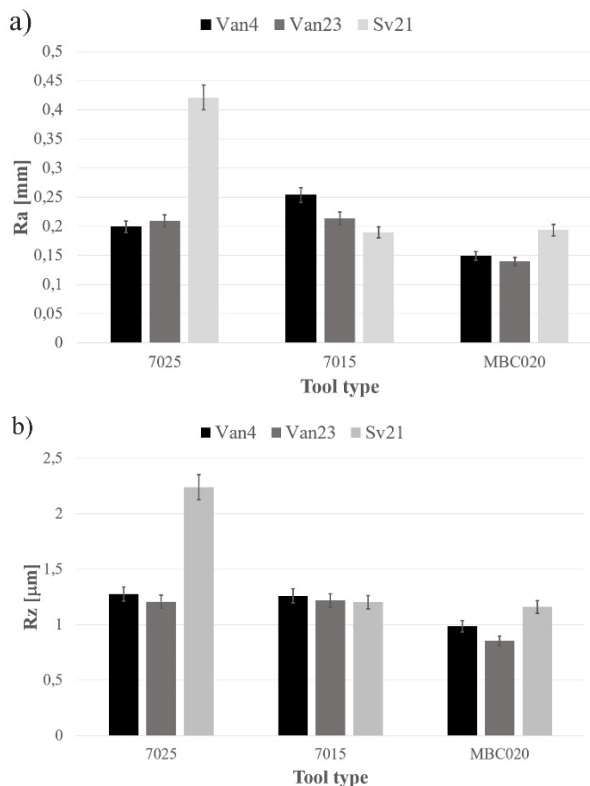 a)
Van4 Van23 Sv21
0,5
0,45
0,4
0,35
0,3
0,25
0,2
0,15
0,1
0,05
0
Ra [mm]
7025 7015 MBC020
Tool type
b)
Van4 Van23 Sv21
2,5
2
1,5
1
0,5
0
Rz [μm]
7025 7015 MBC020
Tool type